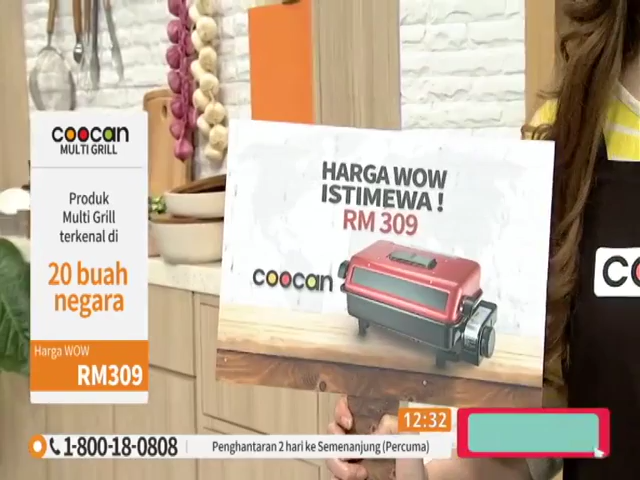 coocan
MULTI GRILL
Produk
Multi Grill
terkenal di
20 buah
negara
Harga WOW
RM309
HARGA WOW
ISTIMEWA !
RM 309
coocan
12:32
1-800-18-0808
Penghantaran 2 hari ke Semenanjung (Percuma)